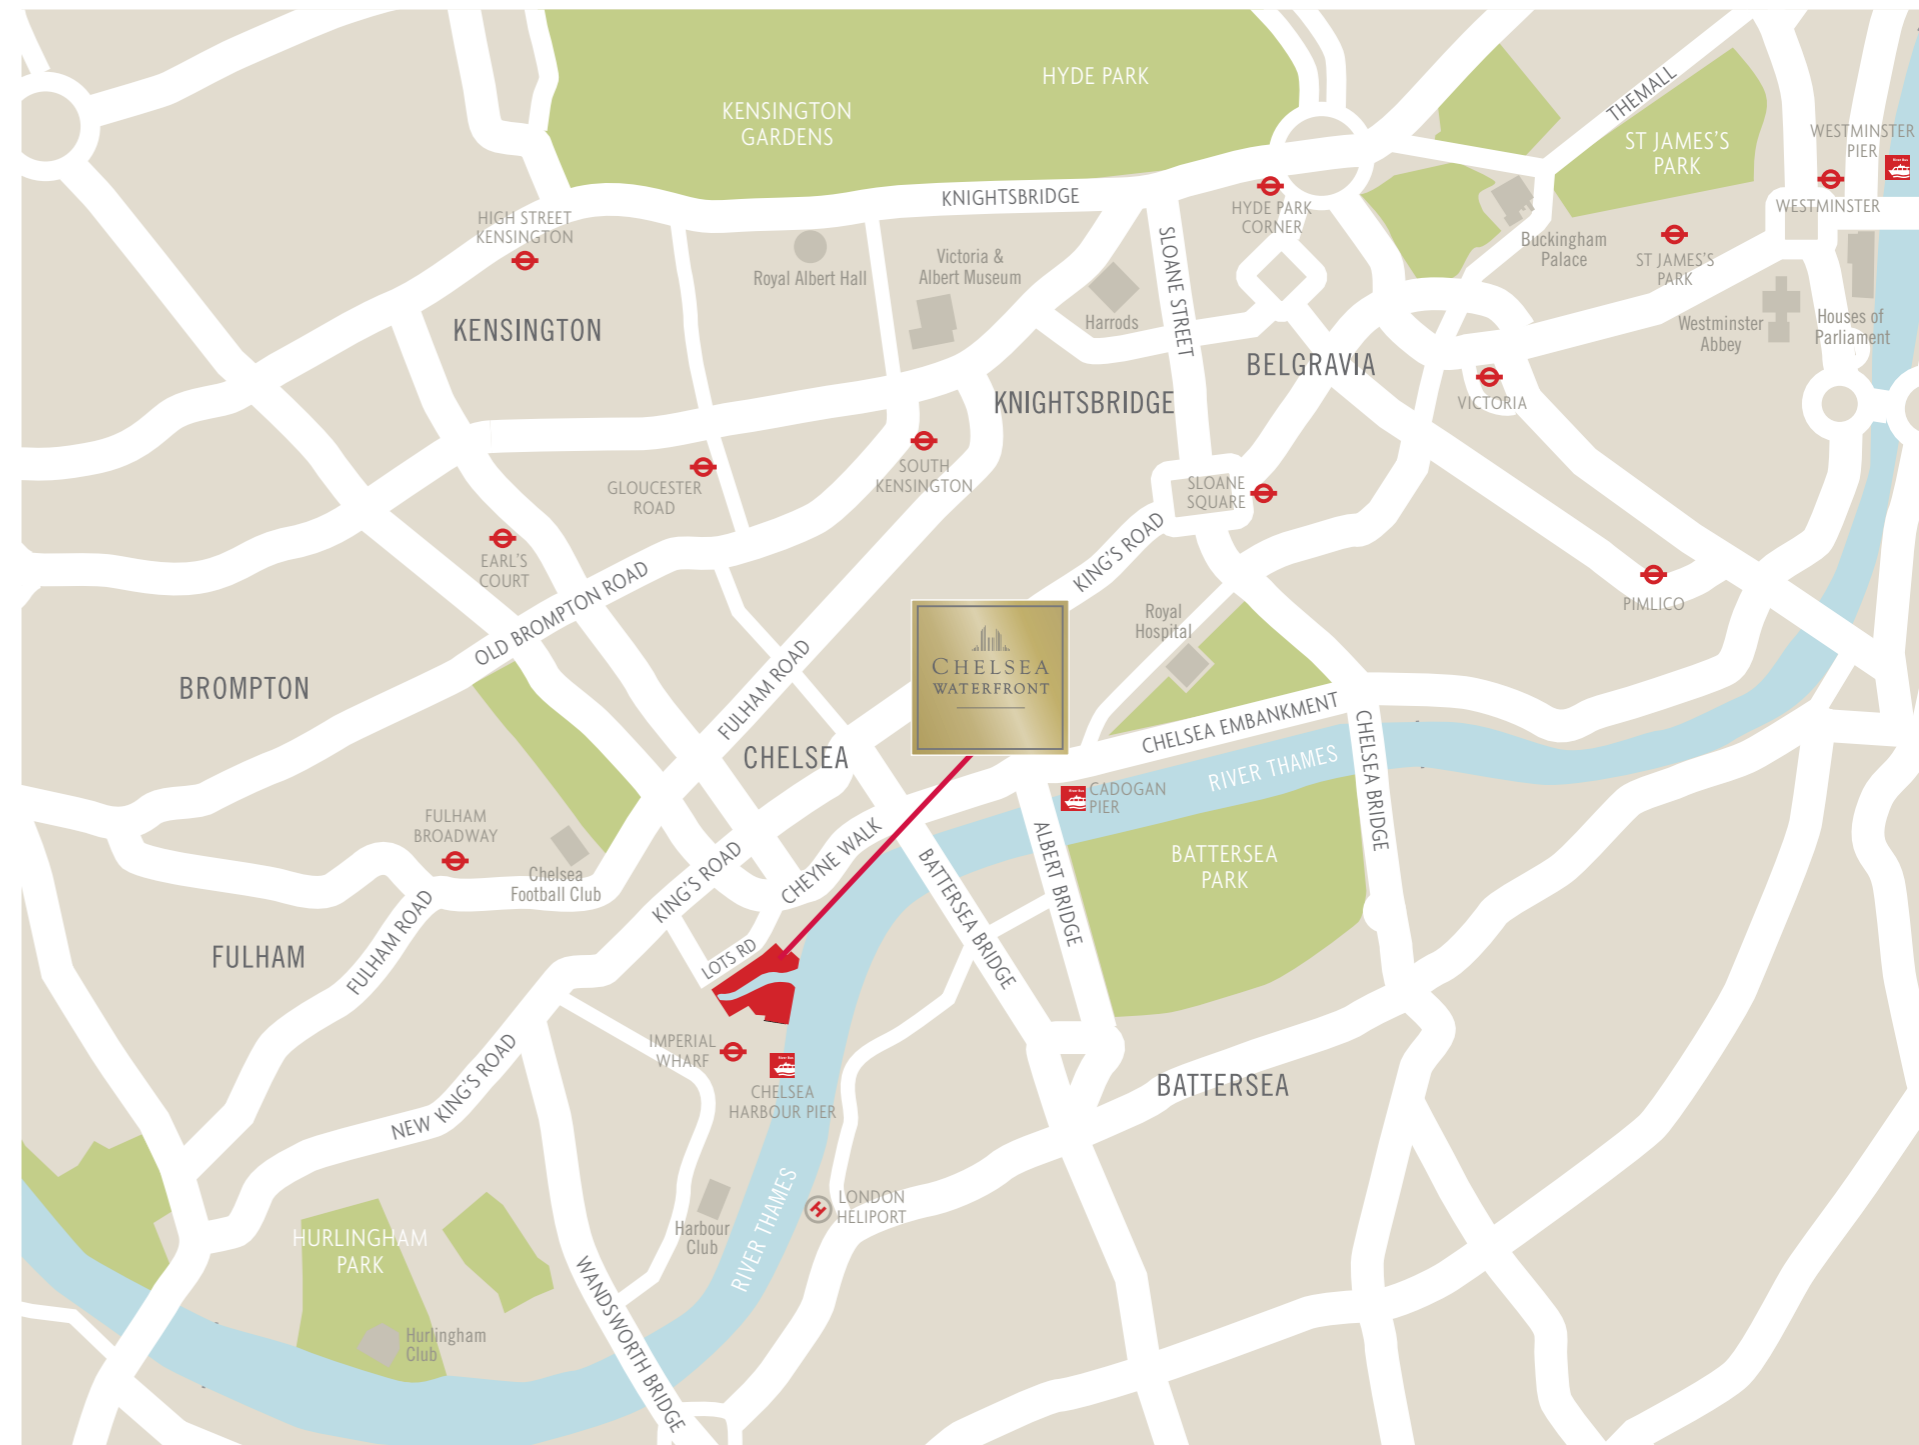 HYDE PARK
KENSINGTON
GARDENS
THEMALL
ST JAMES'S
PARK
WESTMINSTER
PIER
WESTMINSTER
KNIGHTSBRIDGE
HIGH STREET
KENSINGTON
HYDE PARK
CORNER
Royal Albert Hall
Victoria &
Albert Museum
SLOANE STREET
Harrods
Buckingham
Palace
ST JAMES'S
PARK
Westminster
Abbey
Houses of
Parliament
KENSINGTON
BELGRAVIA
KNIGHTSBRIDGE
VICTORIA
SOUTH
KENSINGTON
GLOUCESTER
ROAD
SLOANE
SQUARE
EARL'S
COURT
KING'S ROAD
PIMLICO
OLD BROMPTON ROAD
Royal
Hospital
CHELSEA
WATERFRONT
BROMPTON
FULHAM ROAD
CHELSEA
CHELSEA EMBANKMENT
CHELSEA BRIDGE
RIVER THAMES
CADOGAN
PIER
FULHAM
BROADWAY
Chelsea
Football Club
KING'S ROAD
CHEYNE WALK
BATTERSEA BRIDGE
ALBERT BRIDGE
BATTERSEA
PARK
FULHAM
FULHAM ROAD
LOTS RD
IMPERIAL
WHARF
River Bus
CHELSEA
HARBOUR PIER
NEW KING'S ROAD
BATTERSEA
RIVER THAMES
H
LONDON
HELIPORT
Harbour
Club
HURLINGHAM
PARK
Hurlingham
Club
WANDSWORTH BRIDGE